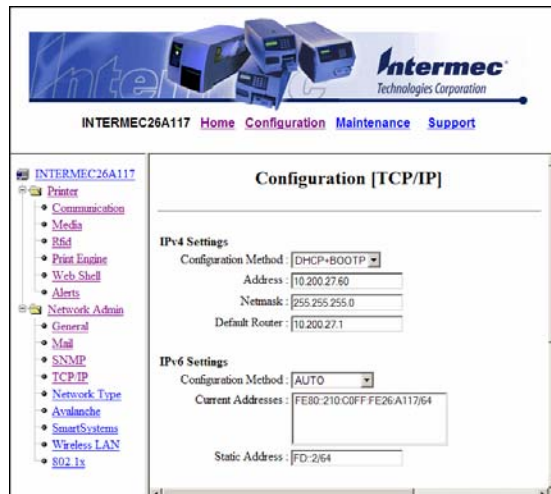 Inte
Intermec
Technologies Corporation
INTERMEC26A117 Home Configuration Maintenance Support
INTERMEC26A117
Printer
Communication
Media
Rfid
Print Engine
Web Shell
Alerts
Network Admin
General
Mail
SNMP
TCP/IP
Network Type
Avalanche
SmartSystems
Wireless LAN
802.1x
Configuration [TCP/IP]
IPv4 Settings
Configuration Method : DHCP+BOOTP
Address : 10.200.27.60
Netmask : 255.255.255.0
Default Router : 10.200.27.1
IPv6 Settings
Configuration Method : AUTO
Current Addresses : FE80::210:C0FF:FE26:A117/64
Static Address : FD::2/64